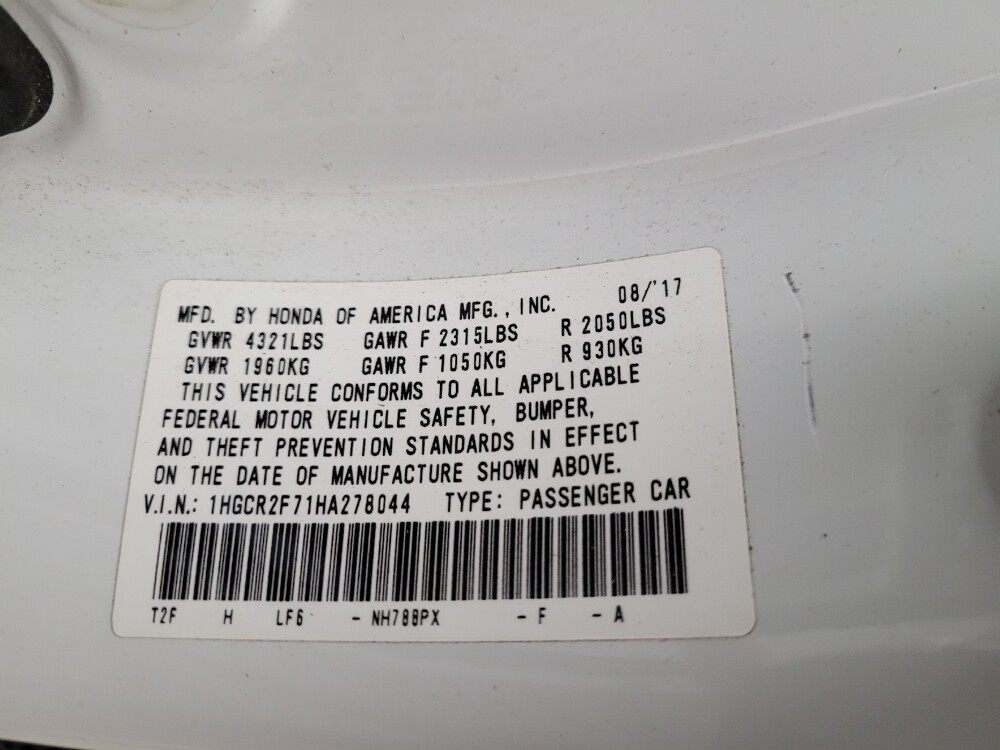 MFD. BY HONDA OF AMERICA MFG., INC. 08/'17
GVWR 4321LBS GAWR F 2315LBS R 2050LBS
GVWR 1960KG GAWR F 1050KG R 930KG
THIS VEHICLE CONFORMS TO ALL APPLICABLE
FEDERAL MOTOR VEHICLE SAFETY, BUMPER,
AND THEFT PREVENTION STANDARDS IN EFFECT
ON THE DATE OF MANUFACTURE SHOWN ABOVE.
V.I.N.: 1HGCR2F71HA278044 TYPE: PASSENGER CAR
T2F H LF6 - NH788PX - F - A